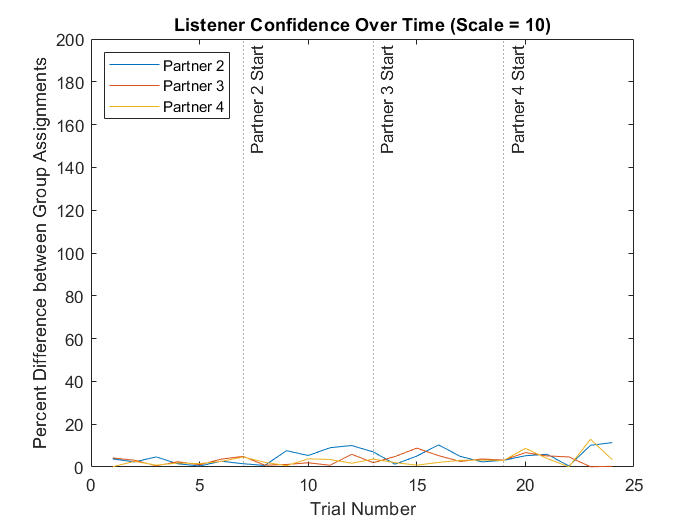 Listener Confidence Over Time (Scale = 10)
Percent Difference between Group Assignments
200
180
160
140
120
100
80
60
40
20
0
Partner 2
Partner 3
Partner 4
Partner 2 Start
Partner 3 Start
Partner 4 Start
0 5 10 15 20 25
Trial Number